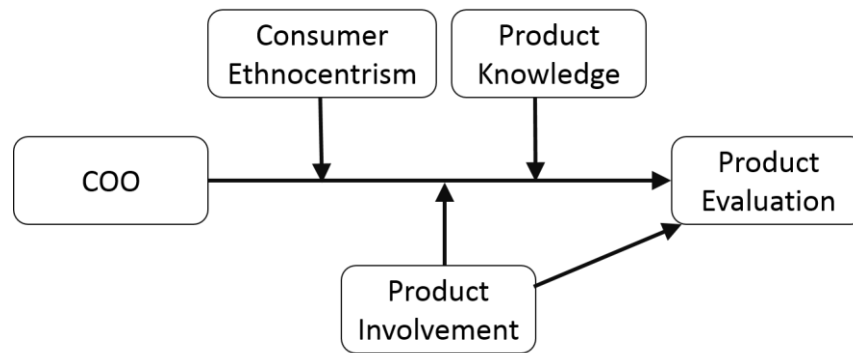 Consumer
Ethnocentrism
Product
Knowledge
COO
Product
Evaluation
Product
Involvement